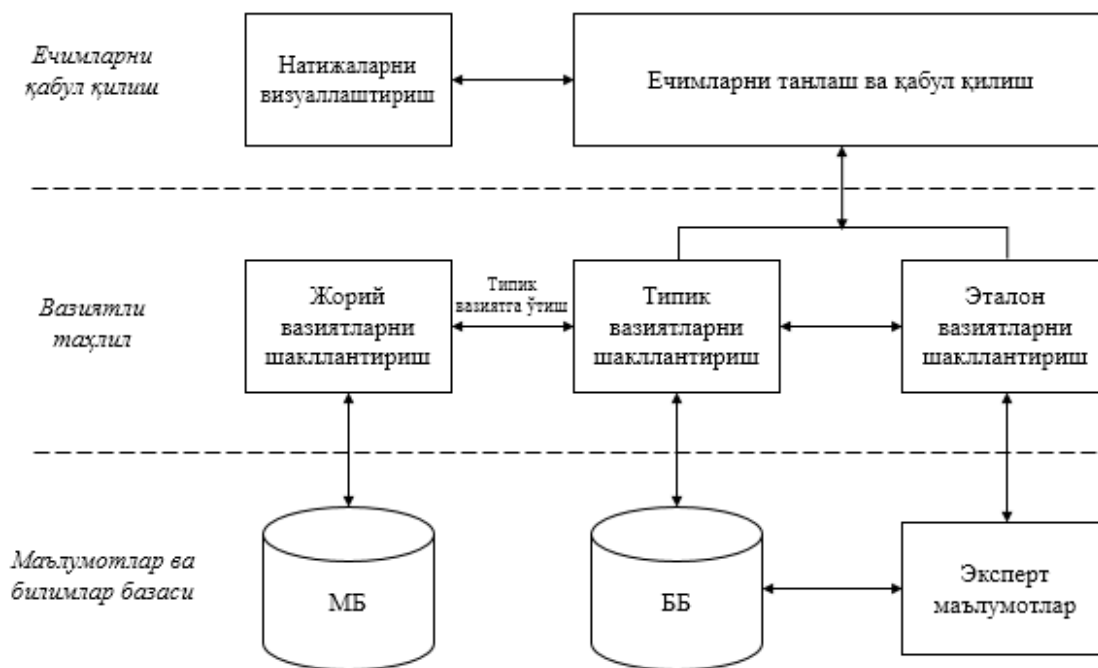 Ечимларни
қабул қилиш
Натижаларни
визуаллаштириш
Ечимларни танлаш ва қабул қилиш
Вазиятли
таҳлил
Жорий
вазиятларни
шакллантириш
Типик
вазиятга ўтиш
Типик
вазиятларни
шакллантириш
Эталон
вазиятларни
шакллантириш
Маълумотлар ва
билимлар базаси
МБ
ББ
Эксперт
маълумотлар